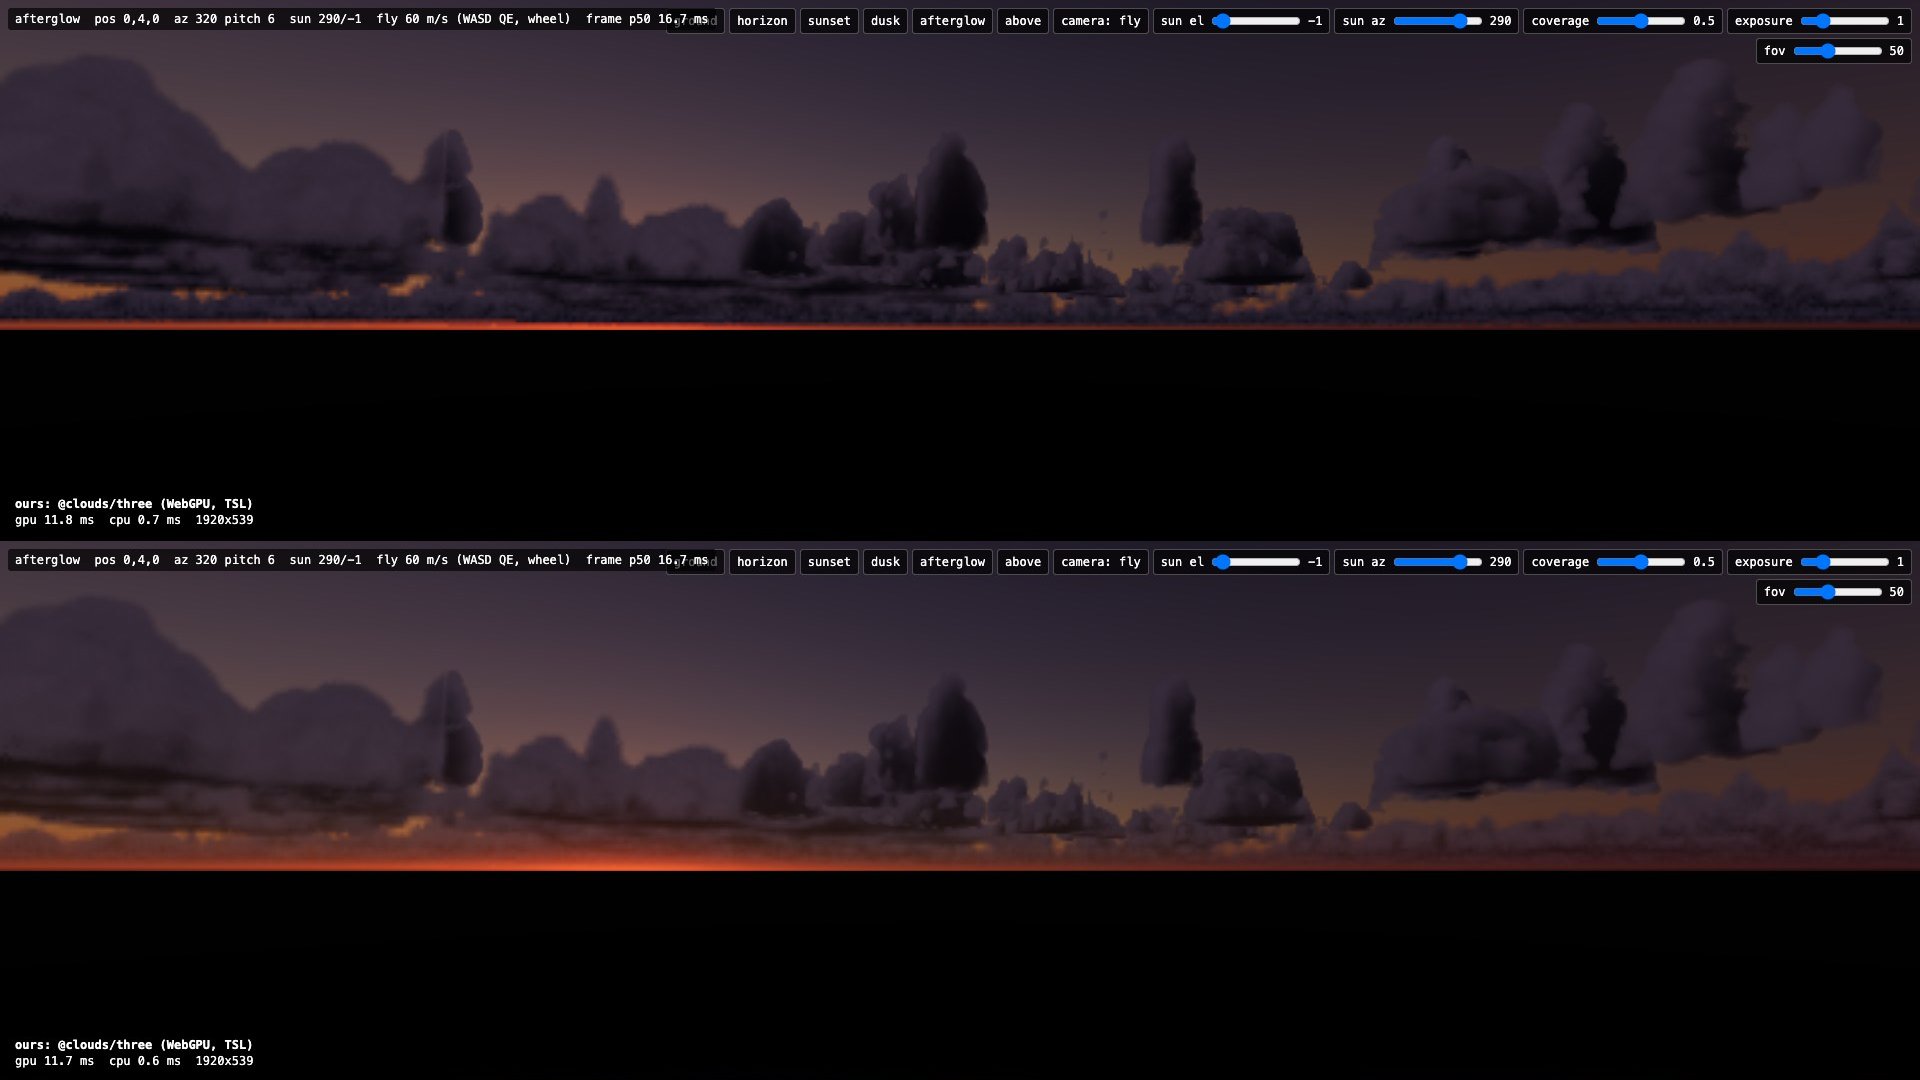 afterglow pos 0,4,0 az 320 pitch 6 sun 290/−1 fly 60 m/s (WASD QE, wheel) frame p50 16.7 ms ground horizon sunset dusk afterglow above camera: fly sun el −1 sun az 290 coverage 0.5 exposure 1
fov 50
ours: @clouds/three (WebGPU, TSL)
gpu 11.8 ms cpu 0.7 ms 1920x539
afterglow pos 0,4,0 az 320 pitch 6 sun 290/−1 fly 60 m/s (WASD QE, wheel) frame p50 16.7 ms ground horizon sunset dusk afterglow above camera: fly sun el −1 sun az 290 coverage 0.5 exposure 1
fov 50
ours: @clouds/three (WebGPU, TSL)
gpu 11.7 ms cpu 0.6 ms 1920x539